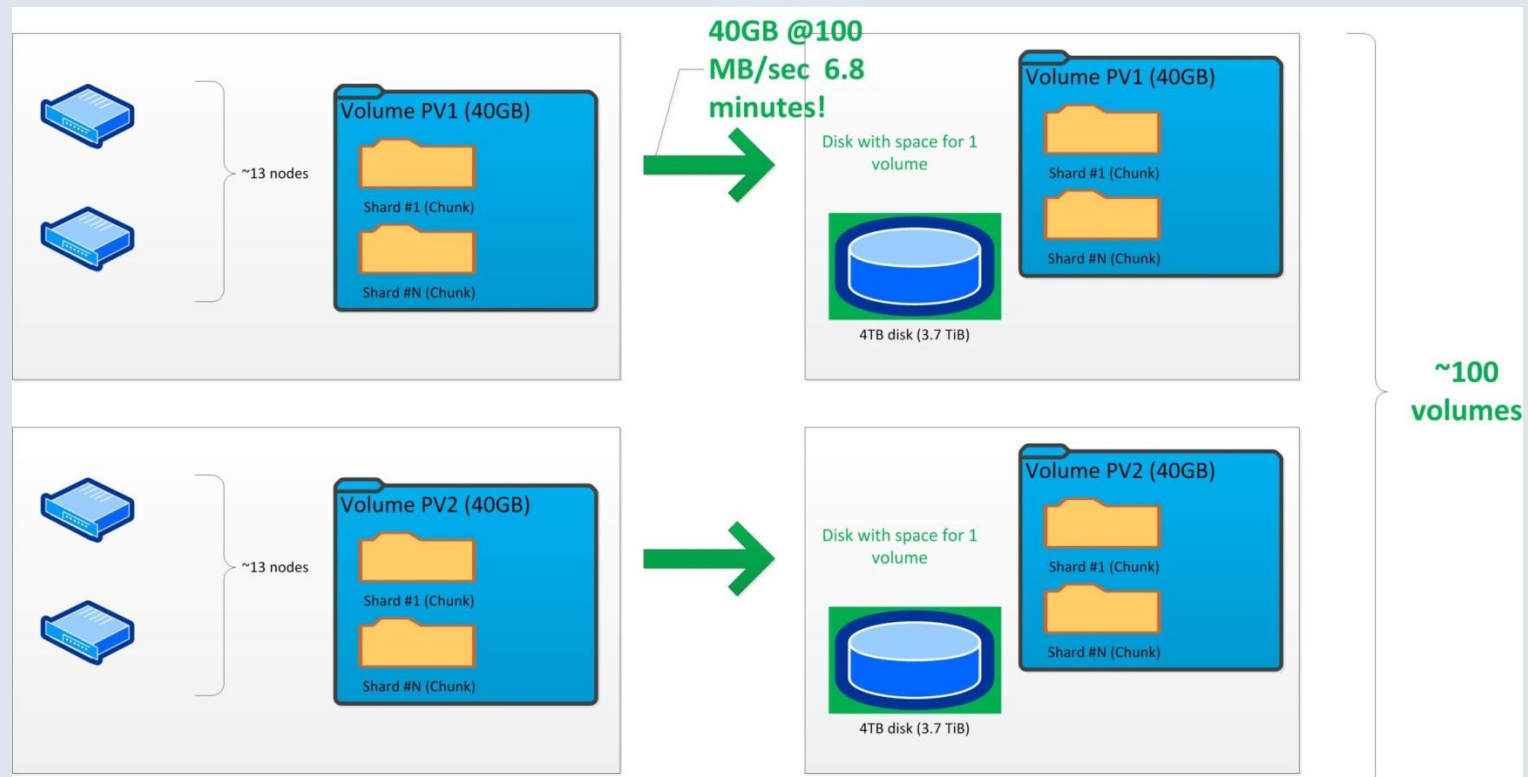 40GB @100
MB/sec 6.8
minutes!
~13 nodes
Volume PV1 (40GB)
Shard #1 (Chunk)
Shard #N (Chunk)
Disk with space for 1
volume
4TB disk (3.7 TiB)
Volume PV1 (40GB)
Shard #1 (Chunk)
Shard #N (Chunk)
~100
volumes
~13 nodes
Volume PV2 (40GB)
Shard #1 (Chunk)
Shard #N (Chunk)
Disk with space for 1
volume
4TB disk (3.7 TiB)
Volume PV2 (40GB)
Shard #1 (Chunk)
Shard #N (Chunk)